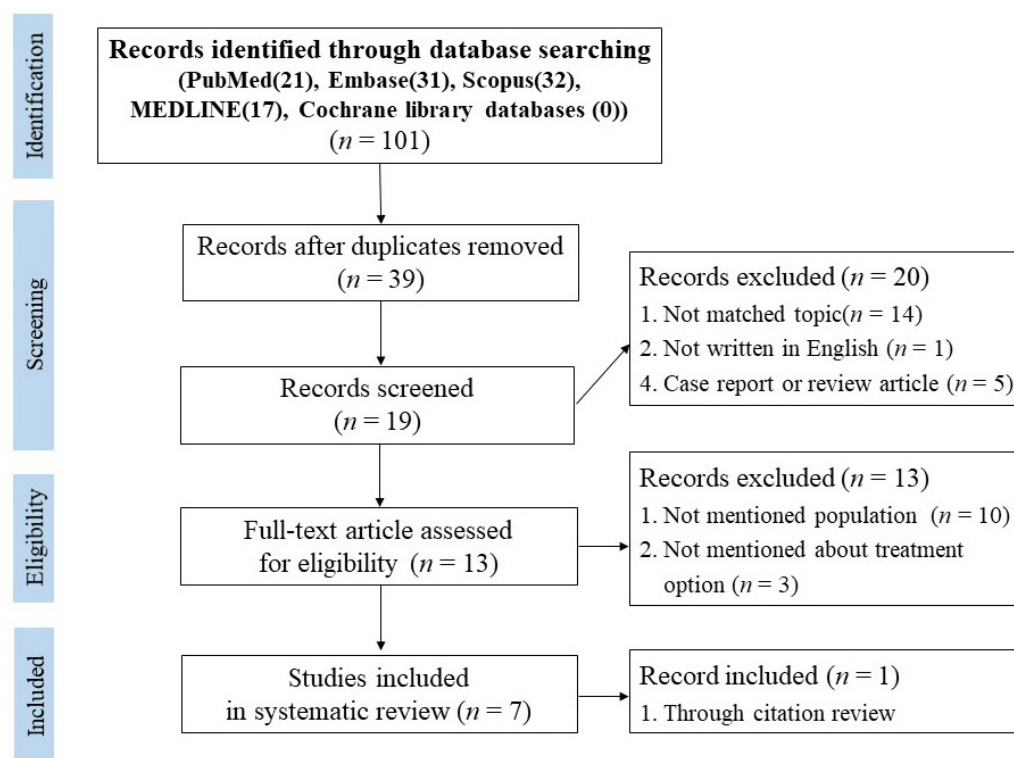 Identification
Records identified through database searching
(PubMed(21), Embase(31), Scopus(32),
MEDLINE(17), Cochrane library databases (0))
(n = 101)
Screening
Records after duplicates removed
(n = 39)
Records screened
(n = 19)
Records excluded (n = 20)
1. Not matched topic(n = 14)
2. Not written in English (n = 1)
4. Case report or review article (n = 5)
Eligibility
Full-text article assessed
for eligibility (n = 13)
Records excluded (n = 13)
1. Not mentioned population (n = 10)
2. Not mentioned about treatment
option (n = 3)
Included
Studies included
in systematic review (n = 7)
Record included (n = 1)
1. Through citation review